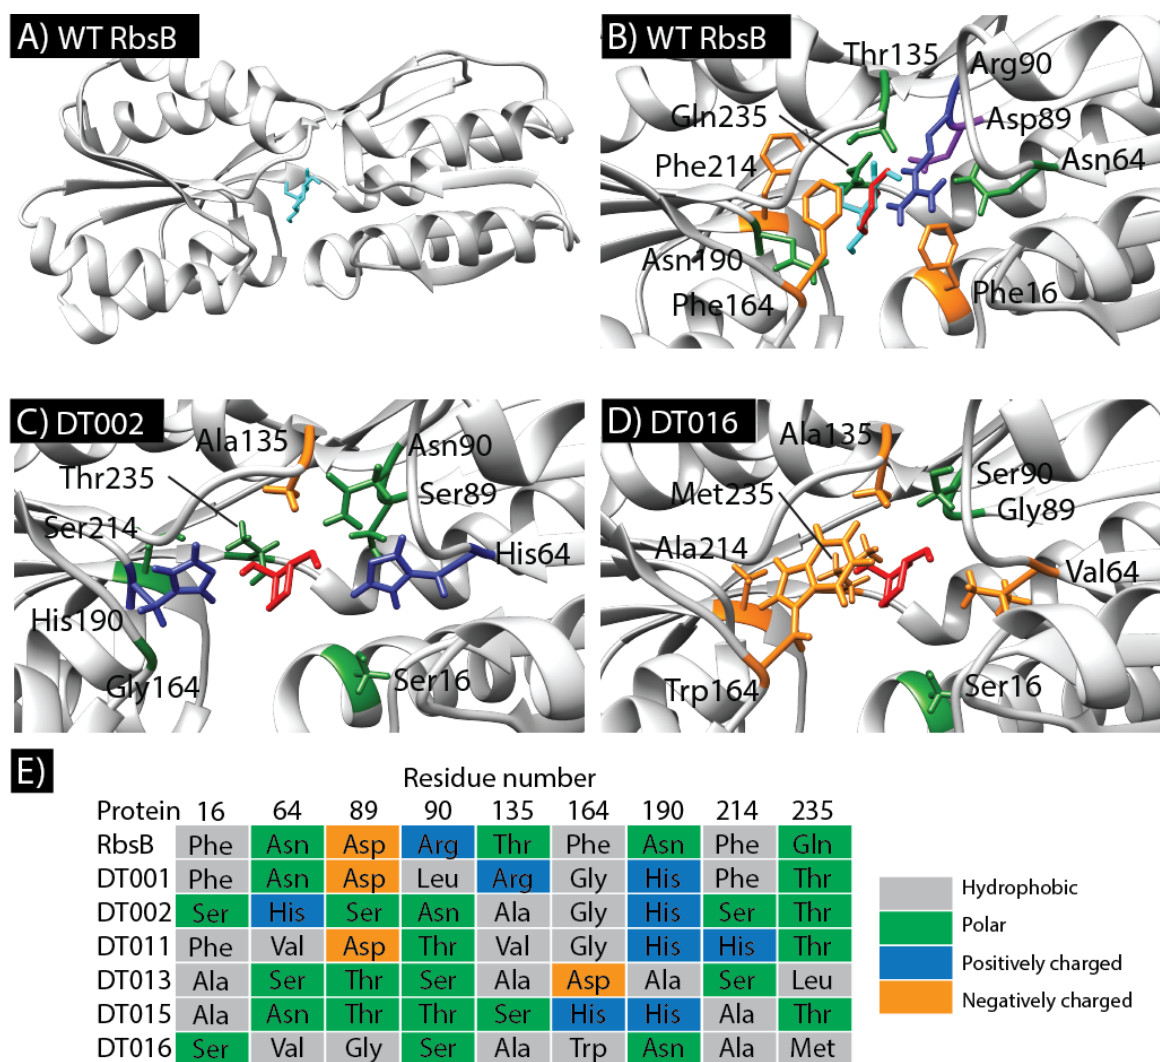 A) WT RbsB
B) WT RbsB
Thr135
Arg90
Gln235
Asp89
Phe214
Asn64
Asn190
Phe164
Phe16
C) DT002
Ala135
Asn90
Thr235
Ser89
Ser214
His64
His190
Ser16
Gly164
D) DT016
Ala135
Ser90
Met235
Gly89
Ala214
Val64
Trp164
Ser16
E)
Residue number
Protein 16 64 89 90 135 164 190 214 235
RbsB Phe Asn Asp Arg Thr Phe Asn Phe Gln
DT001 Phe Asn Asp Leu Arg Gly His Phe Thr
DT002 Ser His Ser Asn Ala Gly His Ser Thr
DT011 Phe Val Asp Thr Val Gly His His Thr
DT013 Ala Ser Thr Ser Ala Asp Ala Ser Leu
DT015 Ala Asn Thr Thr Ser His His Ala Thr
DT016 Ser Val Gly Ser Ala Trp Asn Ala Met
Hydrophobic
Polar
Positively charged
Negatively charged